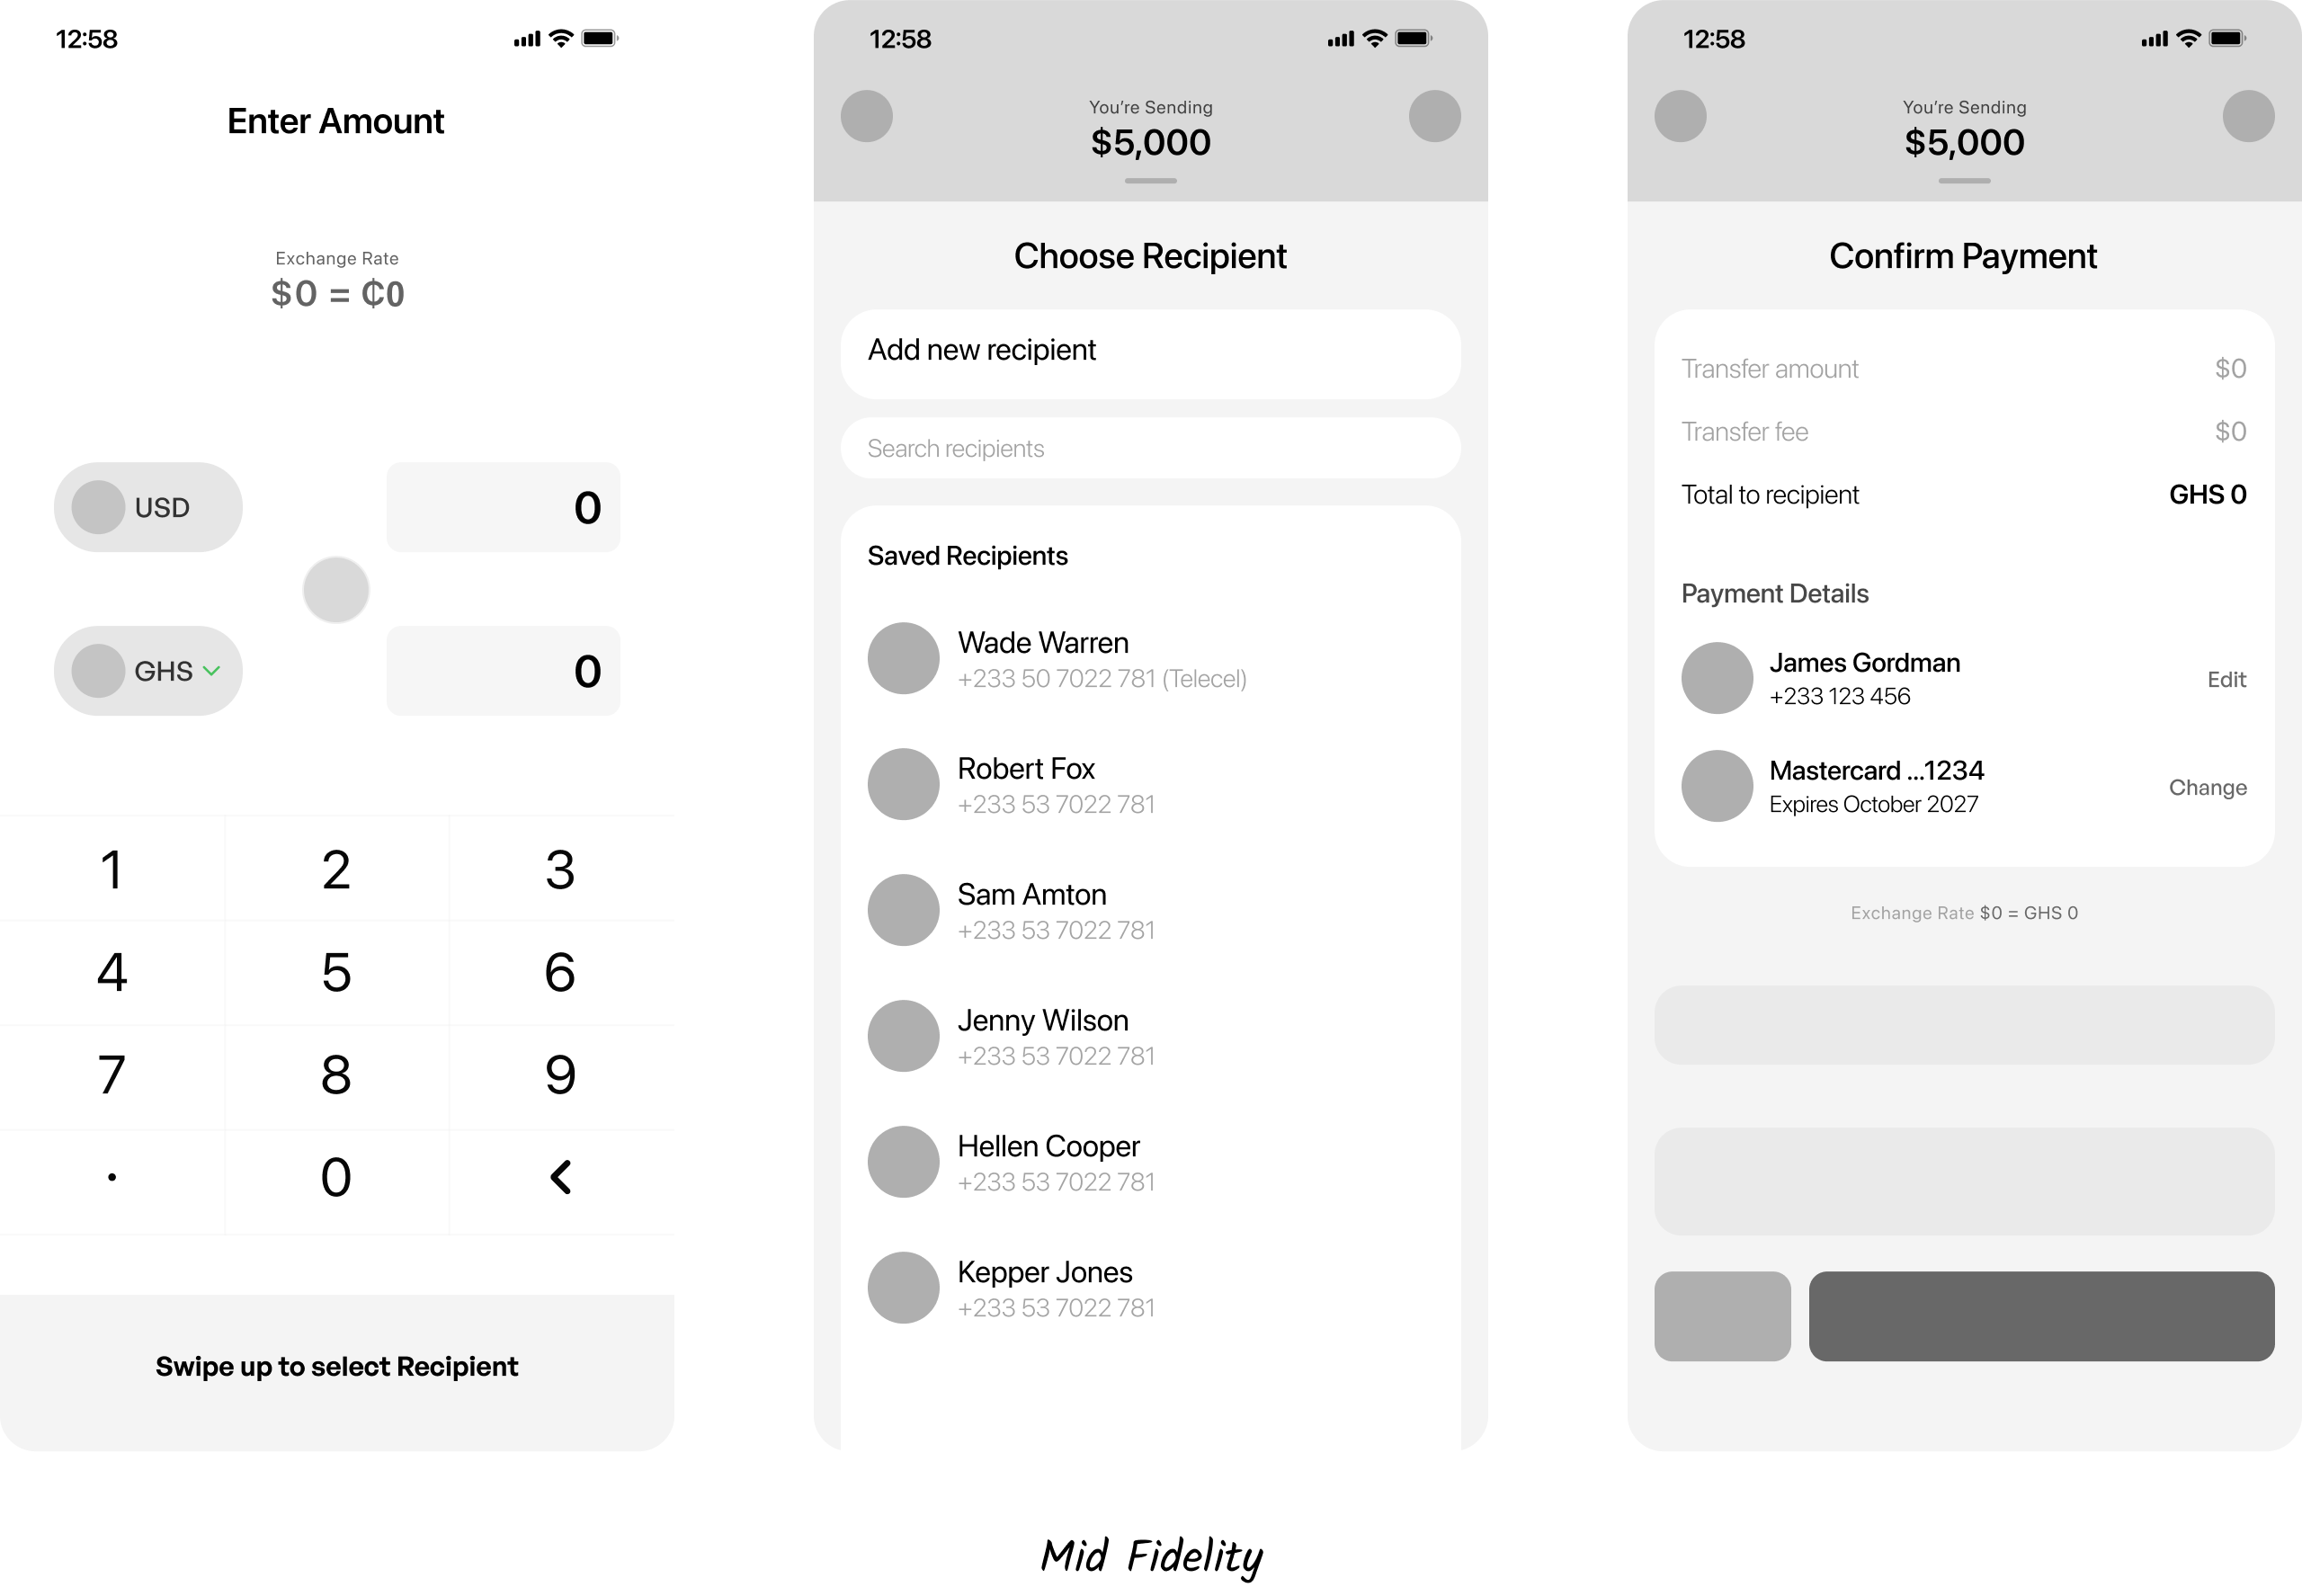 12:58
Enter Amount
Exchange Rate
$0 = ₵0
USD
0
GHS
0
1 2 3
4 5 6
7 8 9
. 0
Swipe up to select Recipient
12:58
You’re Sending
$5,000
Choose Recipient
Add new recipient
Search recipients
Saved Recipients
Wade Warren
+233 50 7022 781 (Telecel)
Robert Fox
+233 53 7022 781
Sam Amton
+233 53 7022 781
Jenny Wilson
+233 53 7022 781
Hellen Cooper
+233 53 7022 781
Kepper Jones
+233 53 7022 781
12:58
You’re Sending
$5,000
Confirm Payment
Transfer amount $0
Transfer fee $0
Total to recipient GHS 0
Payment Details
James Gordman
+233 123 456
Edit
Mastercard ...1234
Expires October 2027
Change
Exchange Rate $0 = GHS 0
Mid Fidelity